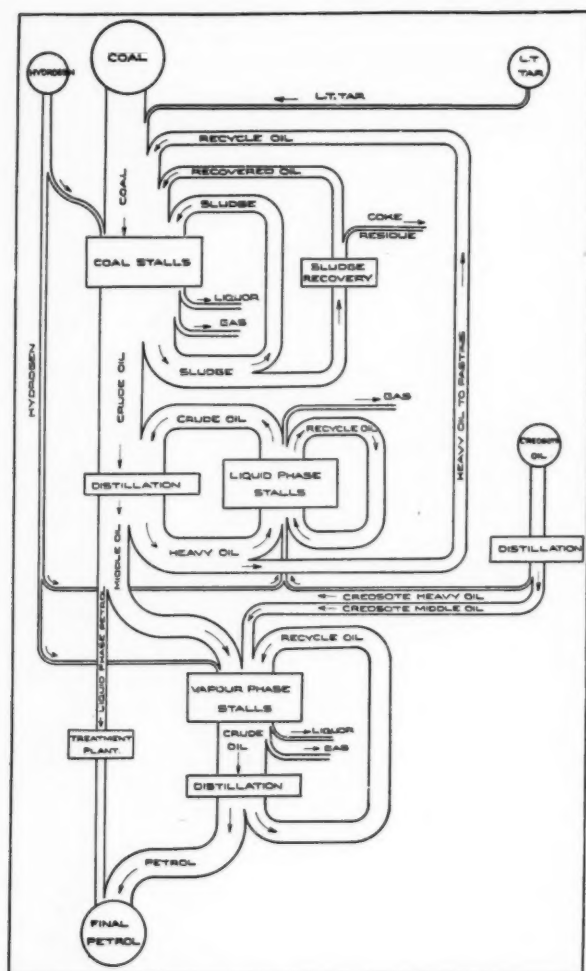 COAL
HYDROGEN
L.T.
TAR
L.T. TAR
RECYCLE OIL
RECOVERED OIL
COAL
SLUDGE
COKE
RESIDUE
COAL STALLS
SLUDGE
RECOVERY
LIQUOR
GAS
SLUDGE
HYDROGEN
CRUDE OIL
HEAVY OIL TO PASTING
GAS
CRUDE OIL
RECYCLE OIL
CREOSOTE
OIL
DISTILLATION
LIQUID PHASE
STALLS
DISTILLATION
HEAVY OIL
MIDDLE OIL
CREOSOTE HEAVY OIL
CREOSOTE MIDDLE OIL
LIQUID PHASE PETROL
RECYCLE OIL
VAPOUR PHASE
STALLS
TREATMENT
PLANT.
CRUDE
OIL
LIQUOR
GAS
DISTILLATION
PETROL
FINAL
PETROL